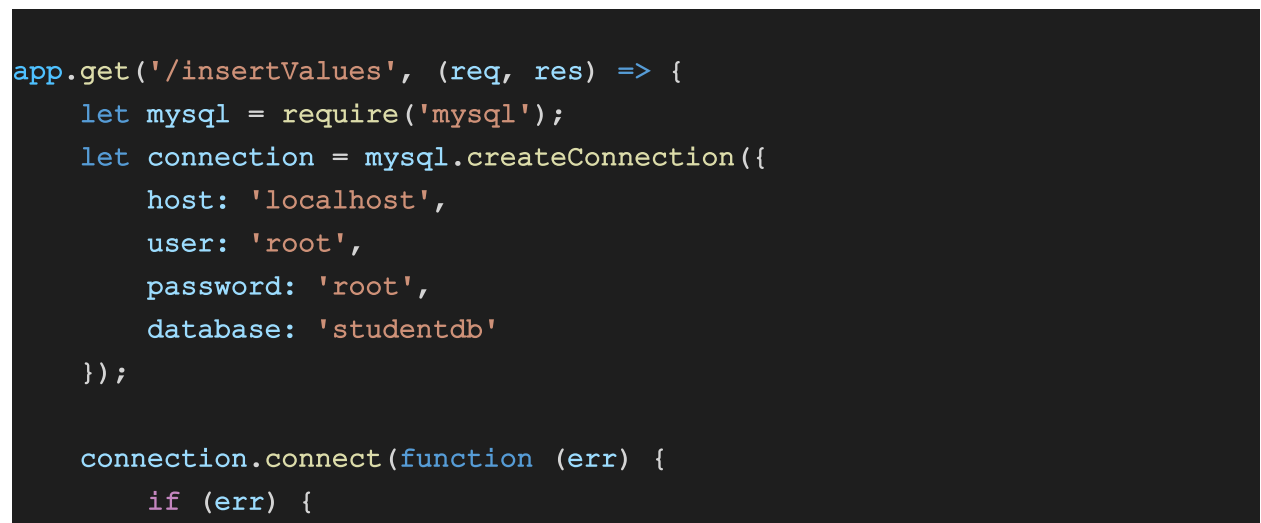 app.get('/insertValues', (req, res) => {
    let mysql = require('mysql');
    let connection = mysql.createConnection({
        host: 'localhost',
        user: 'root',
        password: 'root',
        database: 'studentdb'
    });

    connection.connect(function (err) {
        if (err) {